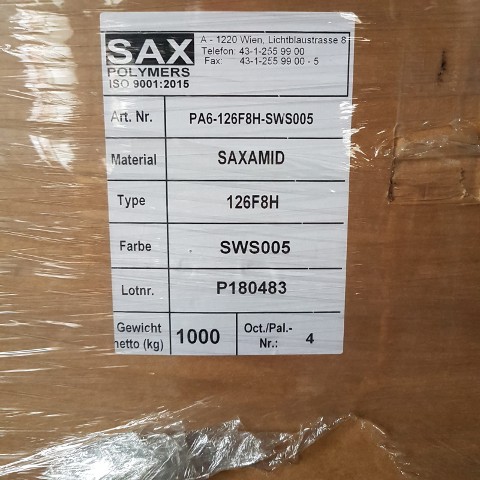 SAX
POLYMERS
ISO 9001:2015
A - 1220 Wien, Lichtblaustrasse 8
Telefon: 43-1-255 99 00
Fax: 43-1-255 99 00 - 5
Art. Nr. PA6-126F8H-SWS005
Material SAXAMID
Type 126F8H
Farbe SWS005
Lotnr. P180483
Gewicht netto (kg) 1000 Oct./Pal.- Nr.: 4